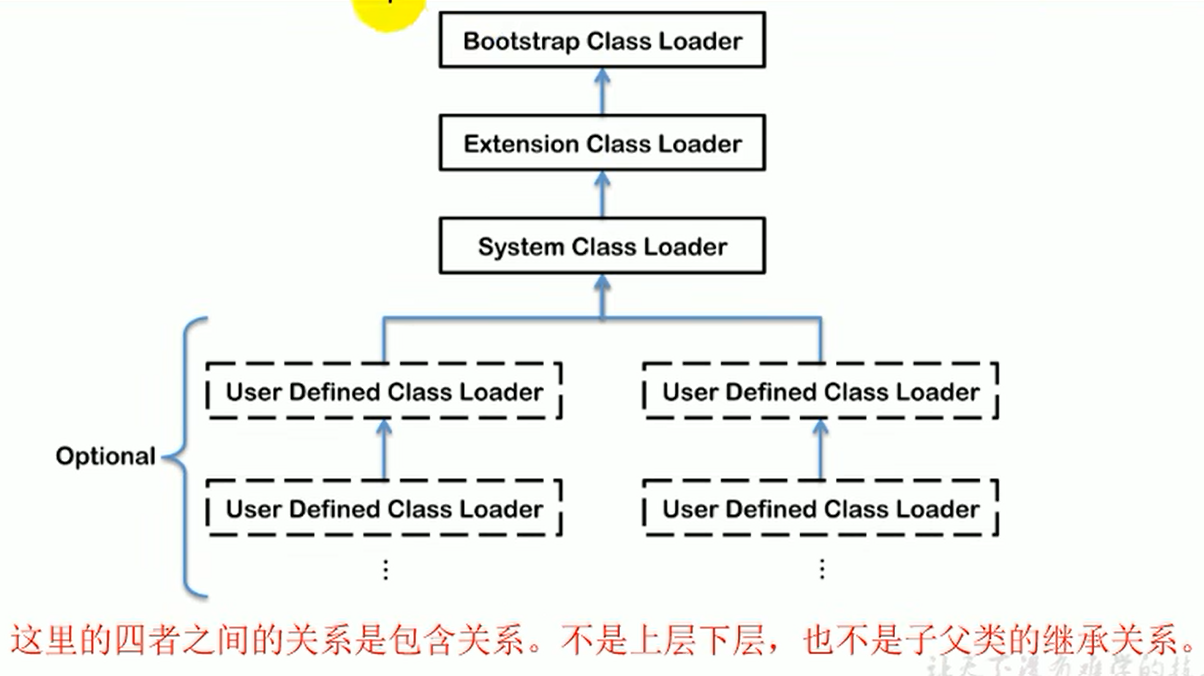 Bootstrap Class Loader
Extension Class Loader
System Class Loader
User Defined Class Loader
User Defined Class Loader
Optional
User Defined Class Loader
User Defined Class Loader
⋮
⋮
这里的四者之间的关系是包含关系。不是上层下层，也不是子父类的继承关系。
让天下没有难学的技